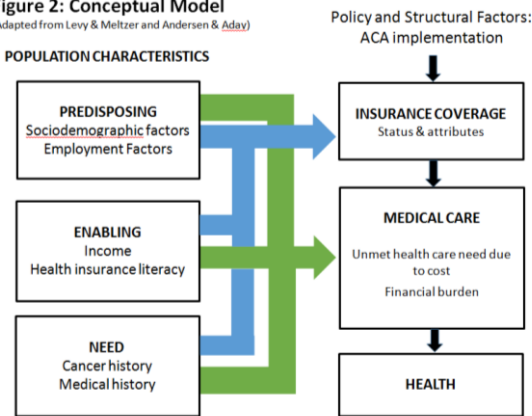 Figure 2: Conceptual Model
(Adapted from Levy & Meltzer and Andersen & Aday)
POPULATION CHARACTERISTICS
PREDISPOSING
Sociodemographic factors
Employment Factors
ENABLING
Income
Health insurance literacy
NEED
Cancer history
Medical history
Policy and Structural Factors:
ACA implementation
INSURANCE COVERAGE
Status & attributes
MEDICAL CARE
Unmet health care need due
to cost
Financial burden
HEALTH